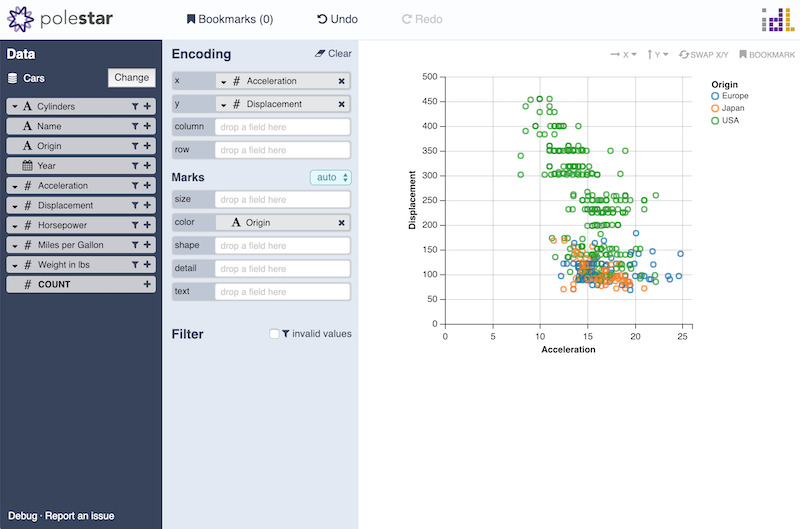 polestar
Bookmarks (0)
Undo
Redo
idl
Data
Cars
Change
A Cylinders
A Name
A Origin
Year
# Acceleration
# Displacement
# Horsepower
# Miles per Gallon
# Weight in lbs
# COUNT
Debug · Report an issue
Encoding
Clear
x # Acceleration
y # Displacement
column drop a field here
row drop a field here
Marks
auto
size drop a field here
color A Origin
shape drop a field here
detail drop a field here
text drop a field here
Filter
invalid values
X
Y
SWAP X/Y
BOOKMARK
500
450
400
350
300
250
200
150
100
50
0
Displacement
0 5 10 15 20 25
Acceleration
Origin
Europe
Japan
USA